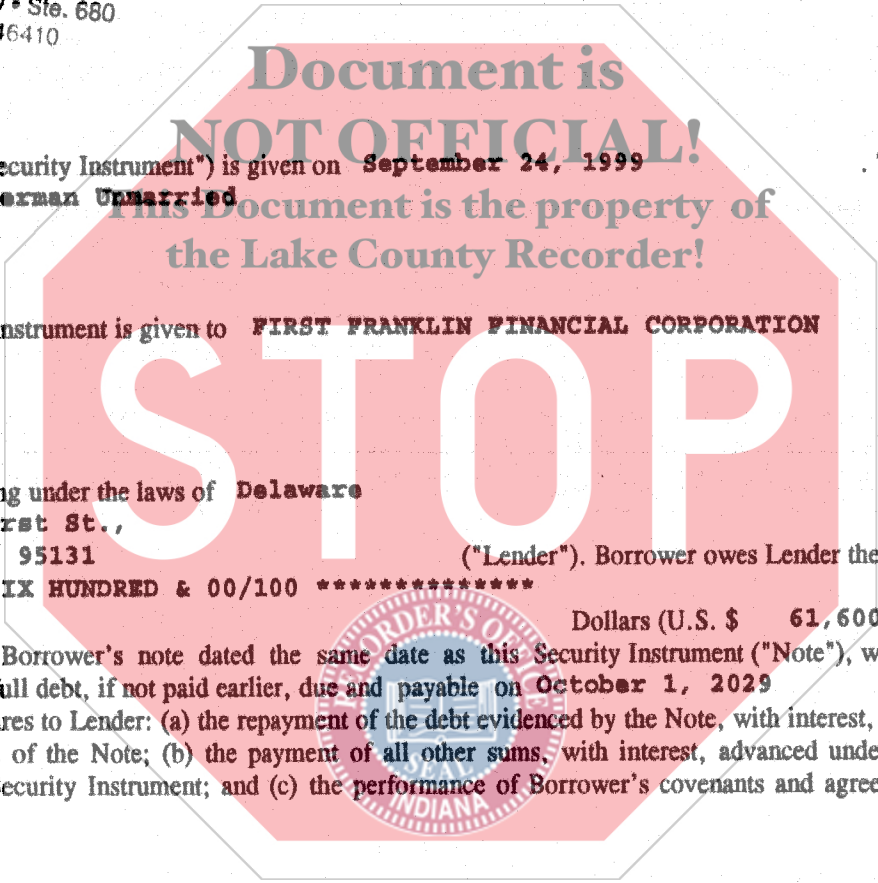 Ste. 680
46410
Document is
NOT OFFICIAL!
ecurity Instrument") is given on September 24, 1999
erman Unmarried
This Document is the property of
the Lake County Recorder!
nstrument is given to FIRST FRANKLIN FINANCIAL CORPORATION
STOP
ng under the laws of Delaware
rst St.,
95131 ("Lender"). Borrower owes Lender the
IX HUNDRED & 00/100 **************
Dollars (U.S. $ 61,600
Borrower's note dated the same date as this Security Instrument ("Note"), w
ull debt, if not paid earlier, due and payable on October 1, 2029
res to Lender: (a) the repayment of the debt evidenced by the Note, with interest,
of the Note; (b) the payment of all other sums, with interest, advanced unde
ecurity Instrument; and (c) the performance of Borrower's covenants and agree
RECORDER'S OFFICE
SEAL
INDIANA